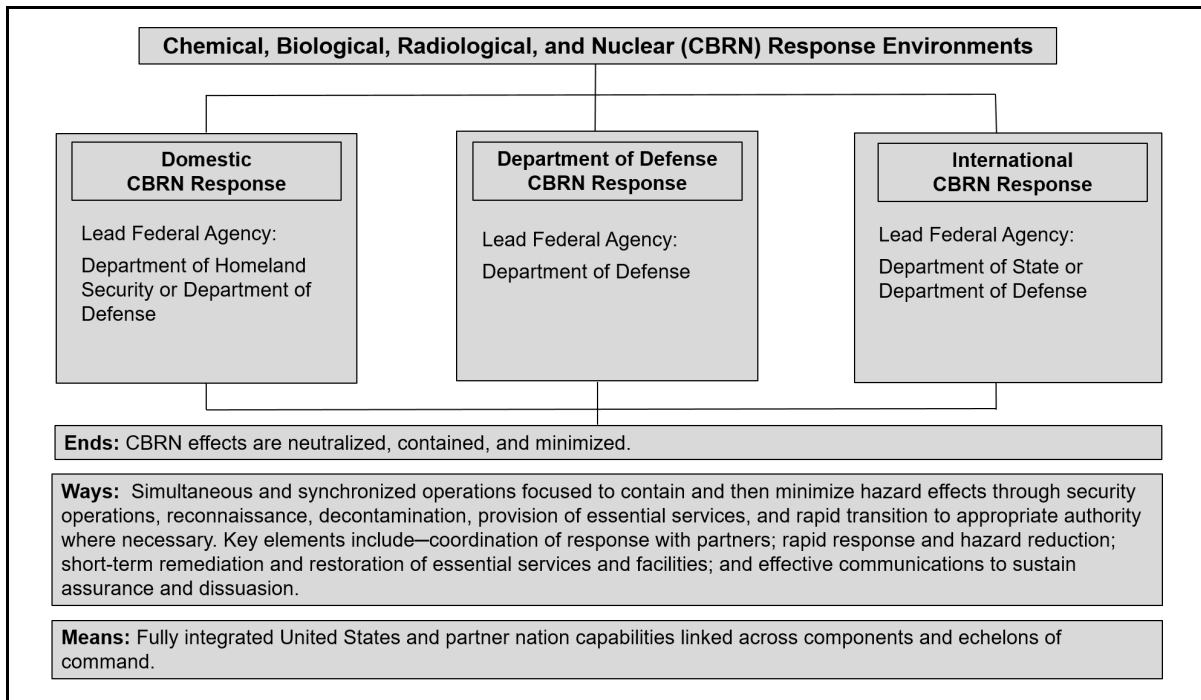 Chemical, Biological, Radiological, and Nuclear (CBRN) Response Environments
Domestic
CBRN Response
Lead Federal Agency:
Department of Homeland
Security or Department of
Defense
Department of Defense
CBRN Response
Lead Federal Agency:
Department of Defense
International
CBRN Response
Lead Federal Agency:
Department of State or
Department of Defense
Ends: CBRN effects are neutralized, contained, and minimized.
Ways:  Simultaneous and synchronized operations focused to contain and then minimize hazard effects through security
operations, reconnaissance, decontamination, provision of essential services, and rapid transition to appropriate authority
where necessary. Key elements include—coordination of response with partners; rapid response and hazard reduction;
short-term remediation and restoration of essential services and facilities; and effective communications to sustain
assurance and dissuasion.
Means: Fully integrated United States and partner nation capabilities linked across components and echelons of
command.